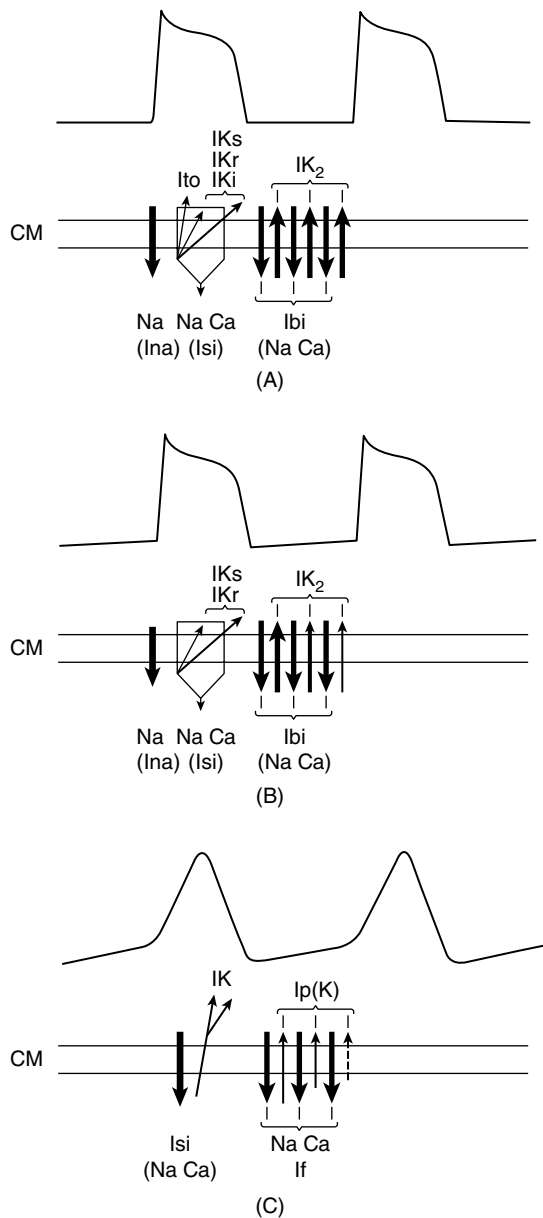 IKs
IKr
Ito IKi IK₂
CM
Na Na Ca Ibi
(Ina) (Isi) (Na Ca)
(A)
IKs
IKr IK₂
CM
Na Na Ca Ibi
(Ina) (Isi) (Na Ca)
(B)
IK Ip(K)
CM
Isi Na Ca
(Na Ca) If
(C)